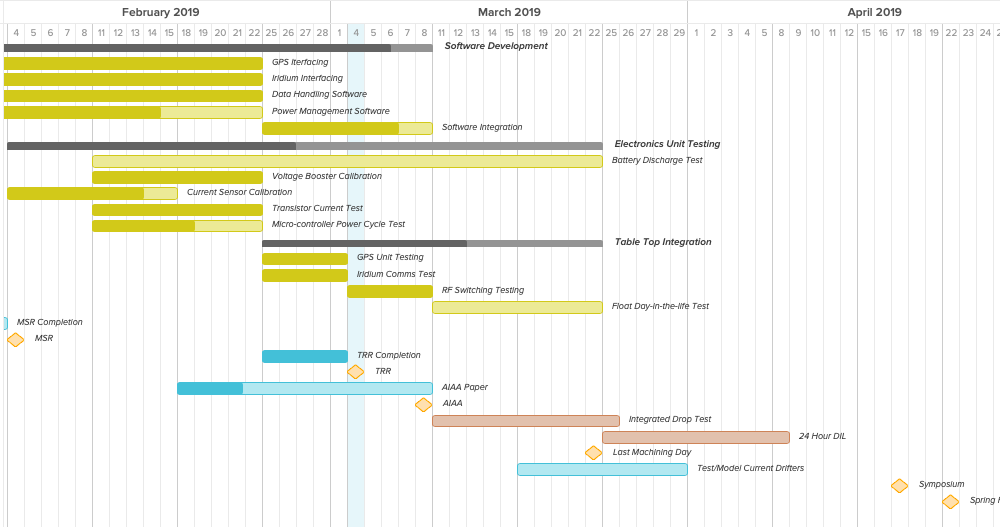 February 2019 March 2019 April 2019
4 5 6 7 8 11 12 13 14 15 18 19 20 21 22 25 26 27 28 1 4 5 6 7 8 11 12 13 14 15 18 19 20 21 22 25 26 27 28 29 1 2 3 4 5 8 9 10 11 12 15 16 17 18 19 22 23 24
Software Development
GPS Iterfacing
Iridium Interfacing
Data Handling Software
Power Management Software
Software Integration
Electronics Unit Testing
Battery Discharge Test
Voltage Booster Calibration
Current Sensor Calibration
Transistor Current Test
Micro-controller Power Cycle Test
Table Top Integration
GPS Unit Testing
Iridium Comms Test
RF Switching Testing
Float Day-in-the-life Test
MSR Completion
MSR
TRR Completion
TRR
AIAA Paper
AIAA
Integrated Drop Test
24 Hour DIL
Last Machining Day
Test/Model Current Drifters
Symposium
Spring